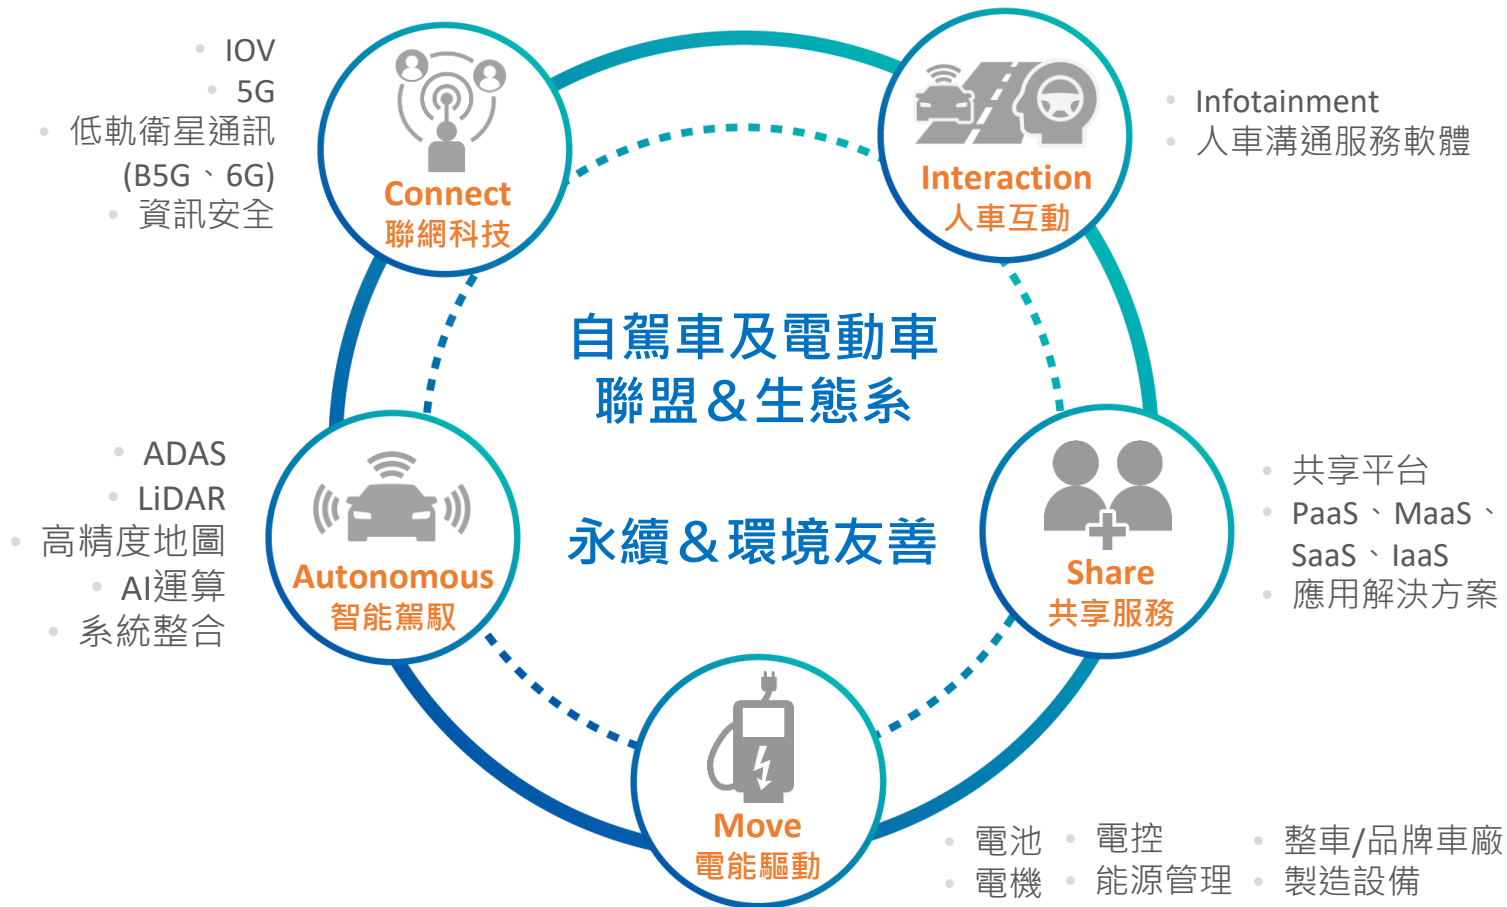 IOV
5G
低軌衛星通訊
(B5G、6G)
資訊安全
Connect
聯網科技
Interaction
人車互動
Infotainment
人車溝通服務軟體
自駕車及電動車
聯盟＆生態系
永續＆環境友善
ADAS
LiDAR
高精度地圖
AI運算
系統整合
Autonomous
智能駕馭
Share
共享服務
共享平台
PaaS、MaaS、
SaaS、IaaS
應用解決方案
Move
電能驅動
電池
電機
電控
能源管理
整車/品牌車廠
製造設備